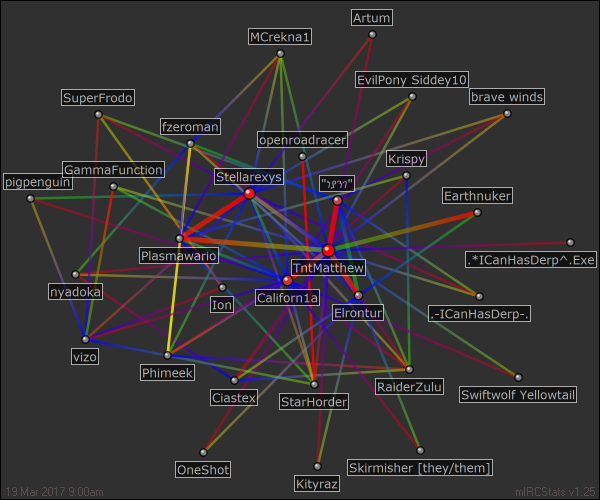 Artum
MCrekna1
EvilPony Siddey10
SuperFrodo
brave winds
fzeroman
openroadracer
Krispy
GammaFunction
Stellarexys
pigpenguin
Earthnuker
Plasmawario
.*ICanHasDerp^.Exe
TntMatthew
nyadoka
Californ1a
Ion
Elrontur
.-ICanHasDerp-.
vizo
Phimeek
RaiderZulu
Swiftwolf Yellowtail
Ciastex
StarHorder
OneShot
Kityraz
Skirmisher [they/them]
19 Mar 2017 9:00am
mIRCStats v1.25